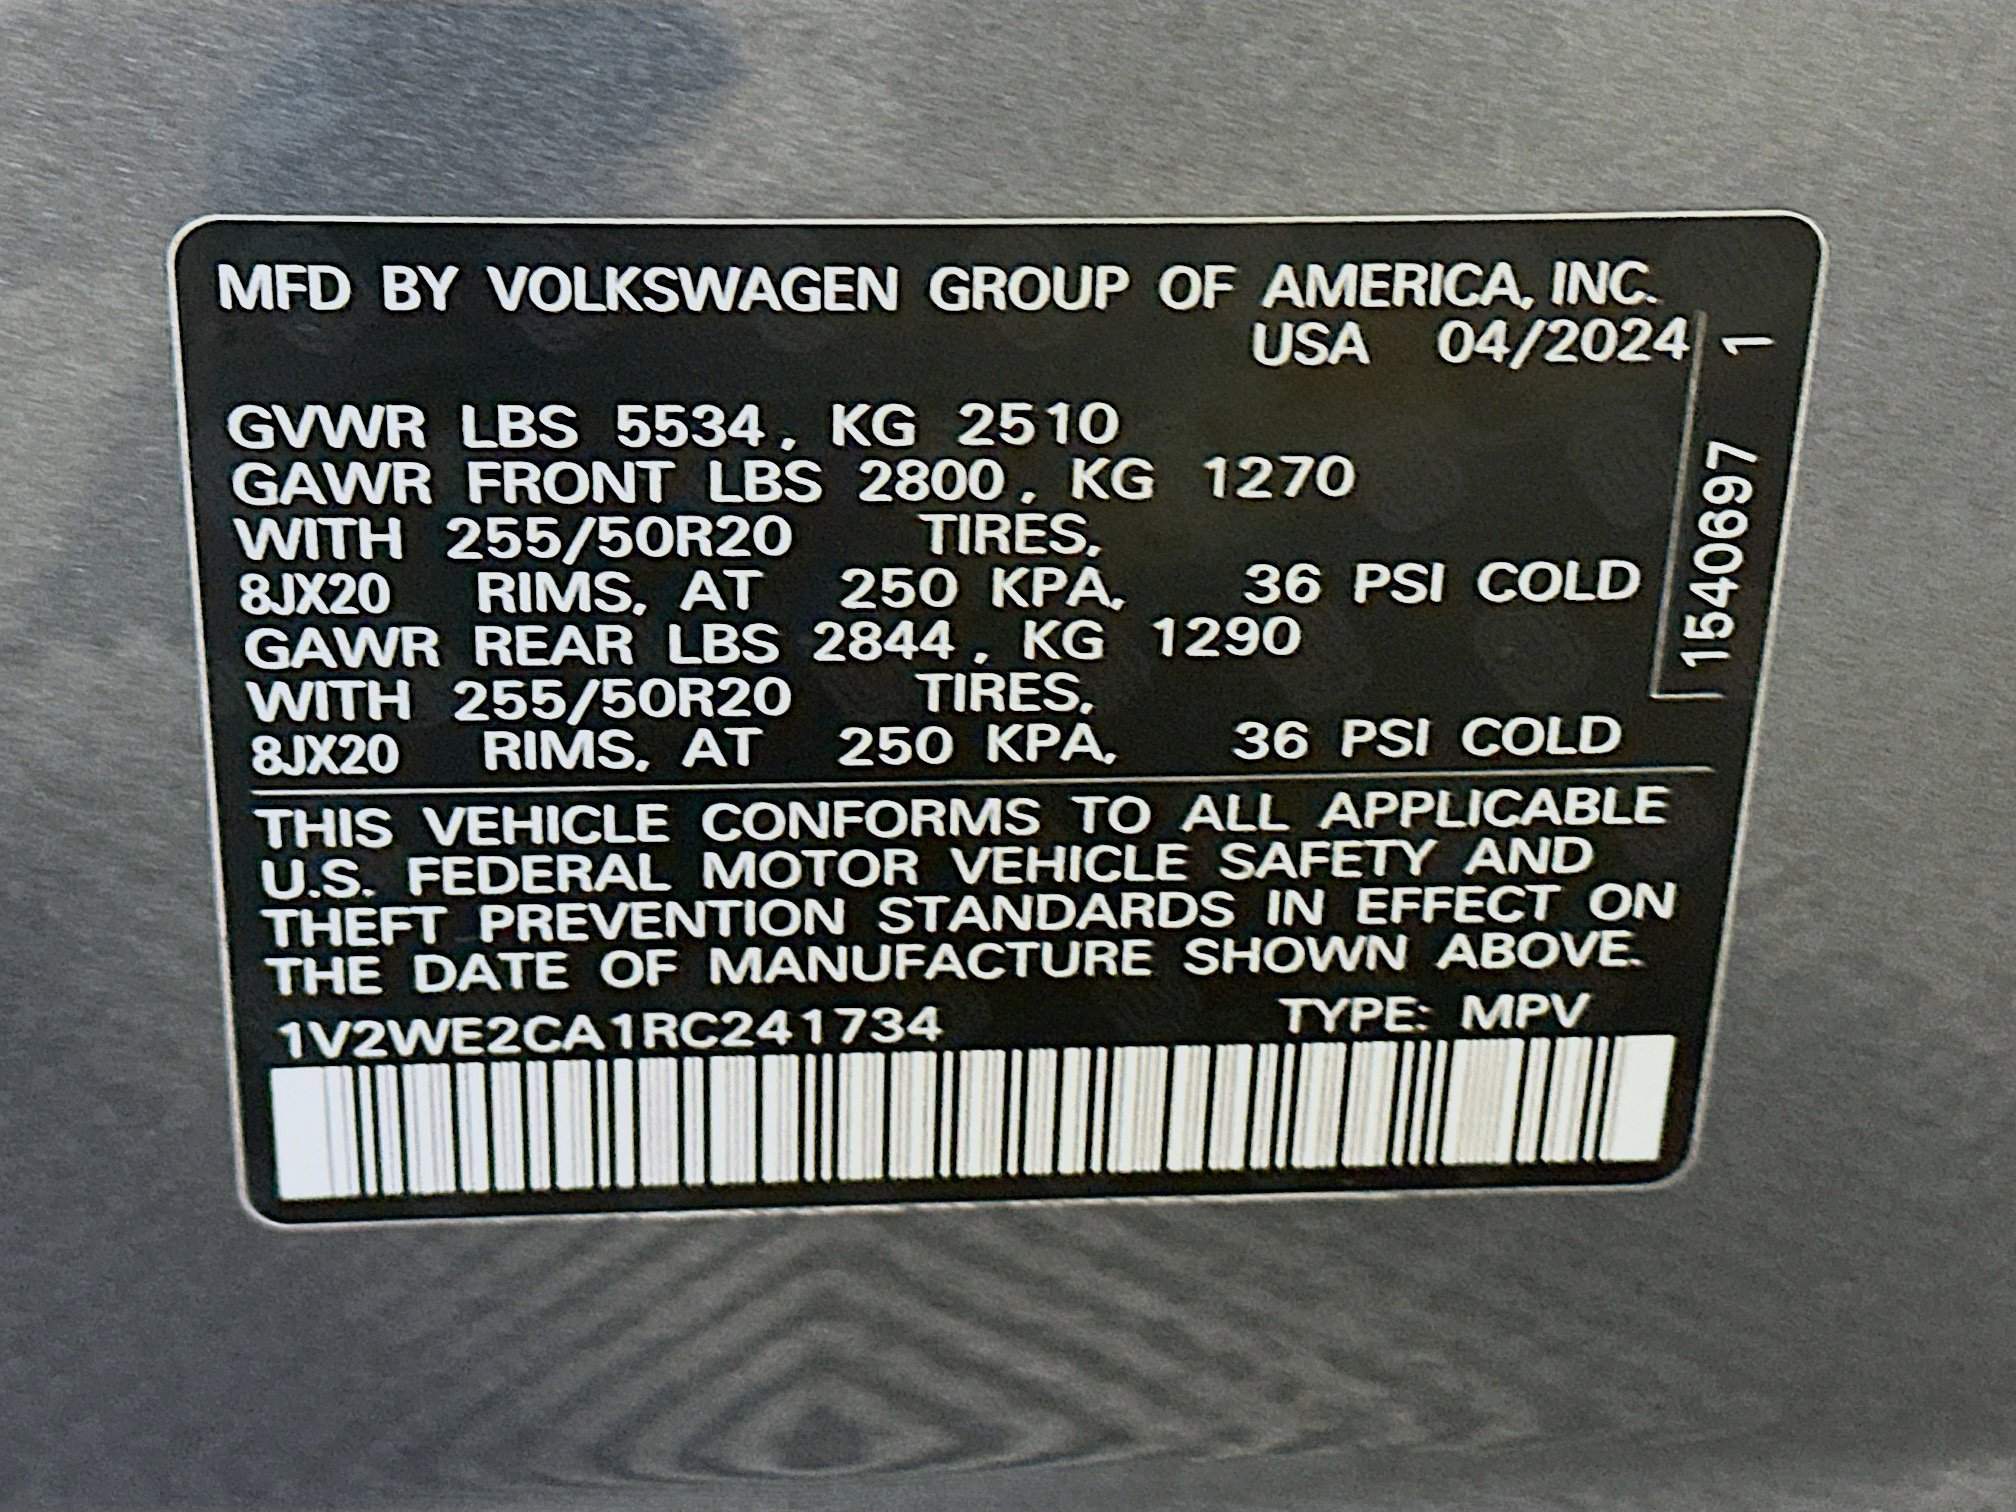 MFD BY VOLKSWAGEN GROUP OF AMERICA, INC.
USA 04/2024
GVWR LBS 5534, KG 2510
GAWR FRONT LBS 2800, KG 1270
WITH 255/50R20 TIRES,
8JX20 RIMS, AT 250 KPA, 36 PSI COLD
GAWR REAR LBS 2844, KG 1290
WITH 255/50R20 TIRES,
8JX20 RIMS, AT 250 KPA, 36 PSI COLD
1540697 1
THIS VEHICLE CONFORMS TO ALL APPLICABLE
U.S. FEDERAL MOTOR VEHICLE SAFETY AND
THEFT PREVENTION STANDARDS IN EFFECT ON
THE DATE OF MANUFACTURE SHOWN ABOVE.
1V2WE2CA1RC241734 TYPE: MPV